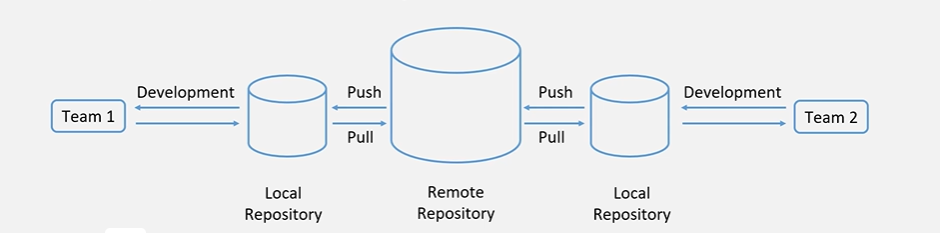 Development
Push
Push
Development
Team 1
Team 2
Pull
Pull
Local
Repository
Remote
Repository
Local
Repository